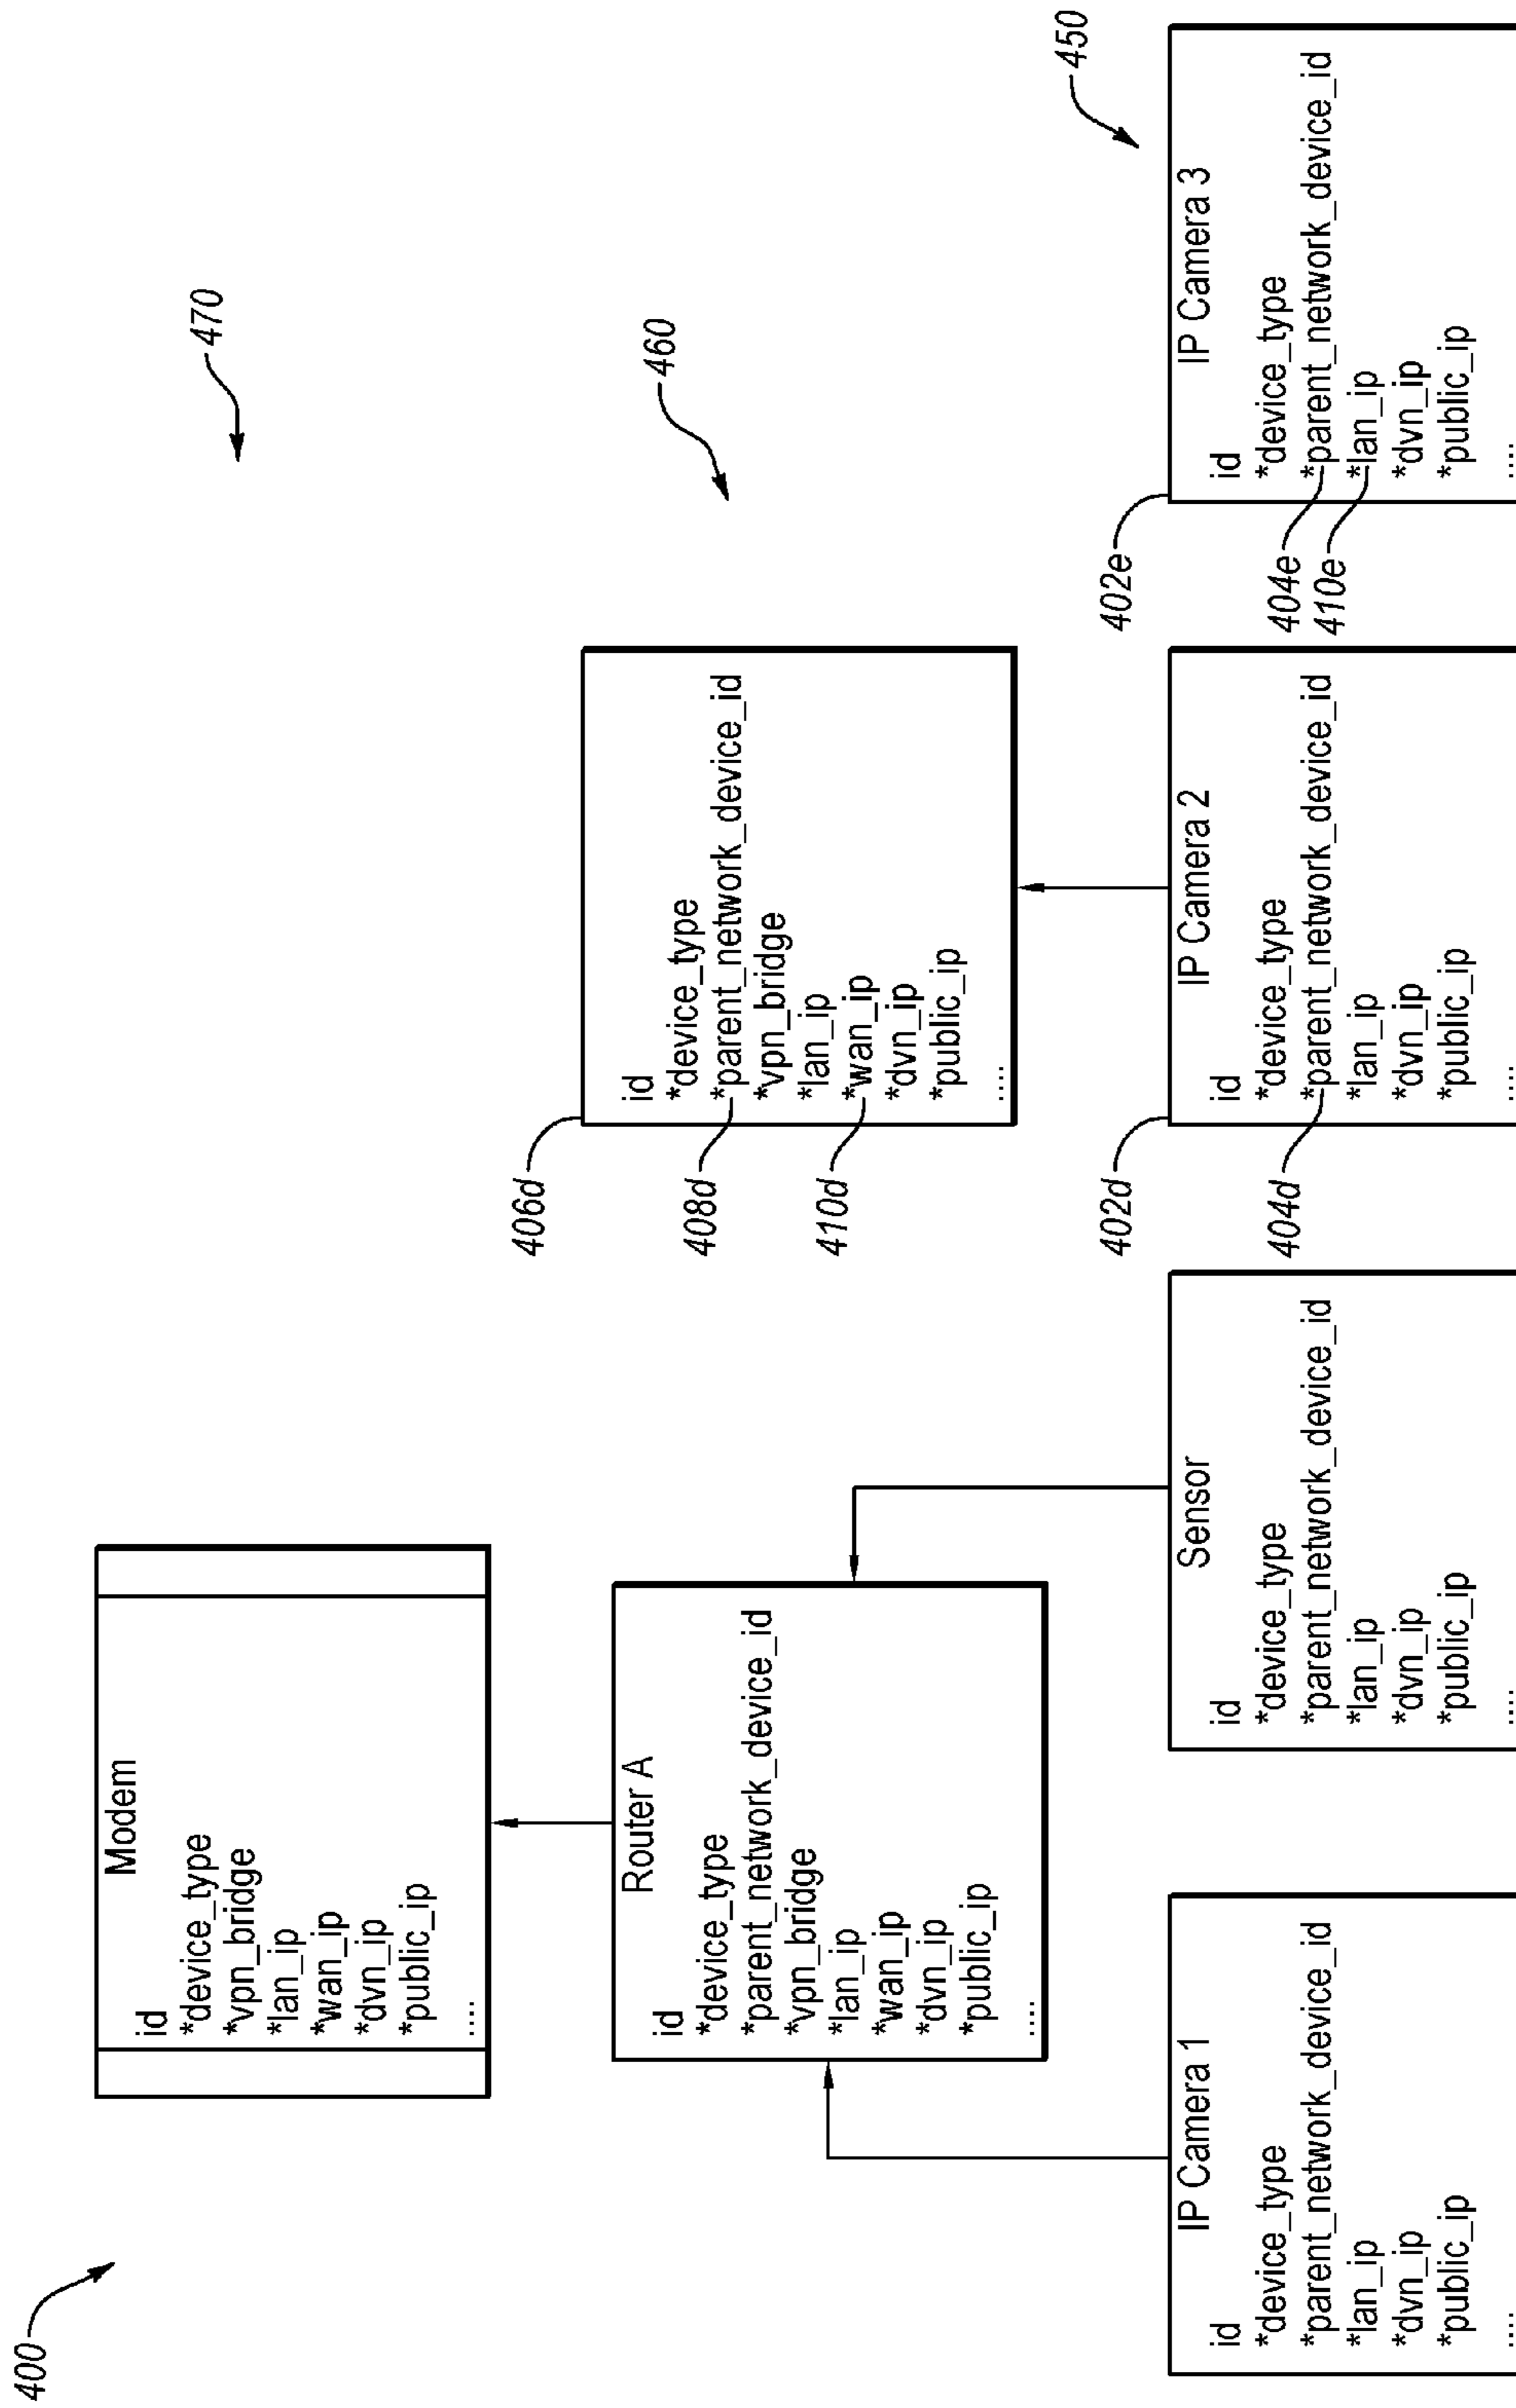 400
470
460
450
Modem
id
*device_type
*vpn_bridge
*lan_ip
*wan_ip
*dvn_ip
*public_ip
....
406d
id
*device_type
*parent_network_device_id
*vpn_bridge
*lan_ip
*wan_ip
*dvn_ip
*public_ip
....
408d
410d
Router A
id
*device_type
*parent_network_device_id
*vpn_bridge
*lan_ip
*wan_ip
*dvn_ip
*public_ip
....
IP Camera 1
id
*device_type
*parent_network_device_id
*lan_ip
*dvn_ip
*public_ip
....
Sensor
id
*device_type
*parent_network_device_id
*lan_ip
*dvn_ip
*public_ip
....
402d
404d
IP Camera 2
id
*device_type
*parent_network_device_id
*lan_ip
*dvn_ip
*public_ip
....
402e
404e
410e
IP Camera 3
id
*device_type
*parent_network_device_id
*lan_ip
*dvn_ip
*public_ip
....